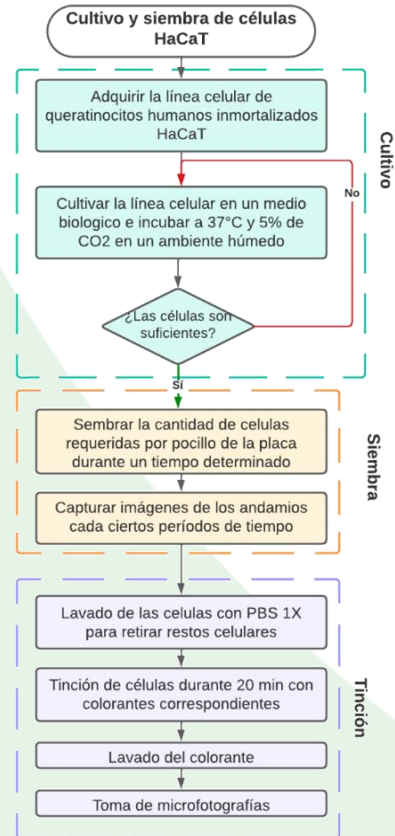 Cultivo y siembra de células
HaCaT
Adquirir la línea celular de
queratinocitos humanos inmortalizados
HaCaT
Cultivo
No
Cultivar la línea celular en un medio
biologico e incubar a 37°C y 5% de
CO2 en un ambiente húmedo
¿Las células son
suficientes?
Sí
Sembrar la cantidad de celulas
requeridas por pocillo de la placa
durante un tiempo determinado
Siembra
Capturar imágenes de los andamios
cada ciertos períodos de tiempo
Lavado de las celulas con PBS 1X
para retirar restos celulares
Tinción de células durante 20 min con
colorantes correspondientes
Tinción
Lavado del colorante
Toma de microfotografías